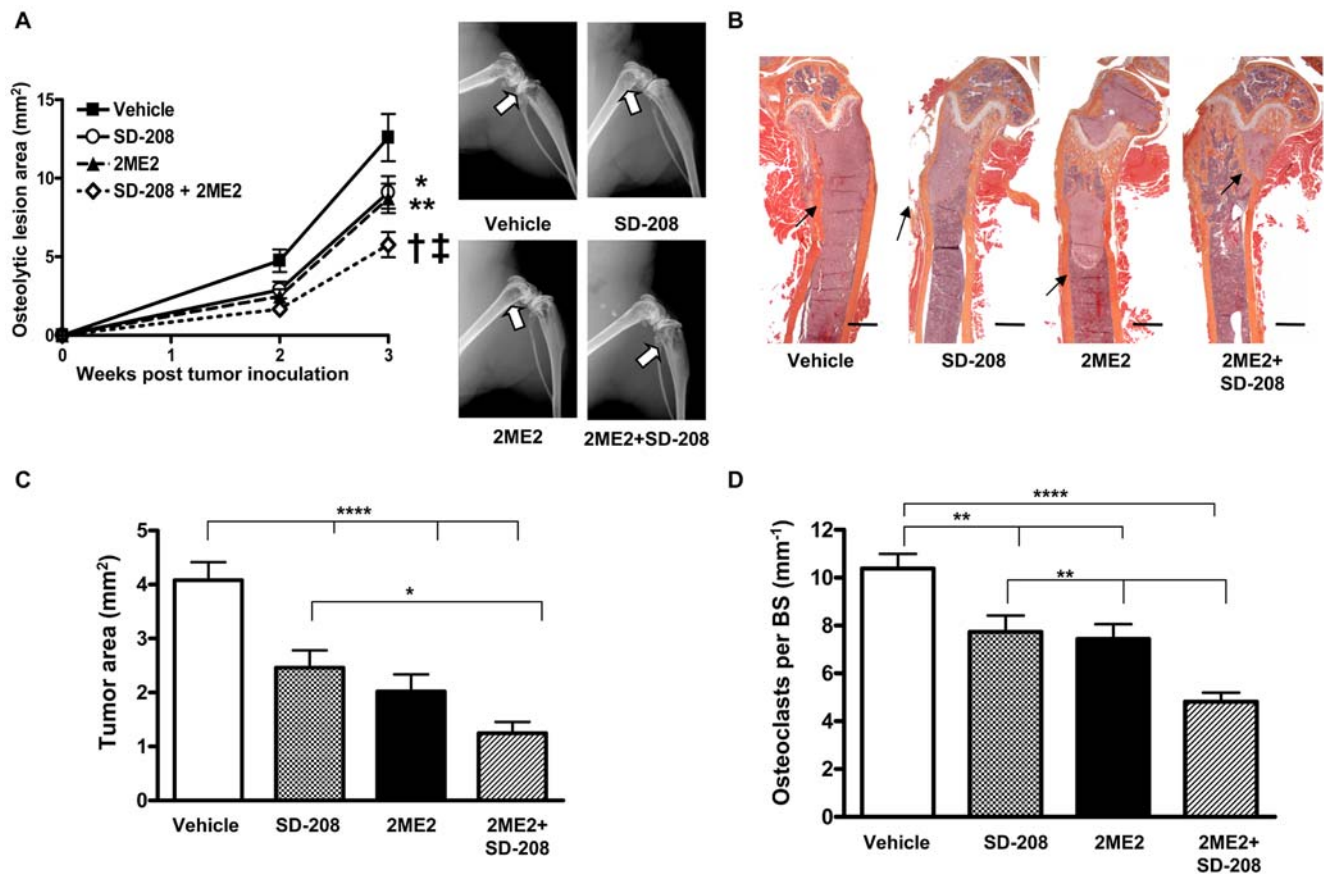 A
Osteolytic lesion area (mm²)
15
10
5
0
Vehicle
SD-208
2ME2
SD-208 + 2ME2
*
**
†‡
0
1
2
3
Weeks post tumor inoculation
Vehicle
SD-208
2ME2
2ME2+SD-208
B
Vehicle
SD-208
2ME2
2ME2+
SD-208
C
Tumor area (mm²)
5
4
3
2
1
0
****
*
Vehicle
SD-208
2ME2
2ME2+
SD-208
D
Osteoclasts per BS (mm⁻¹)
12
10
8
6
4
2
0
****
**
**
Vehicle
SD-208
2ME2
2ME2+
SD-208